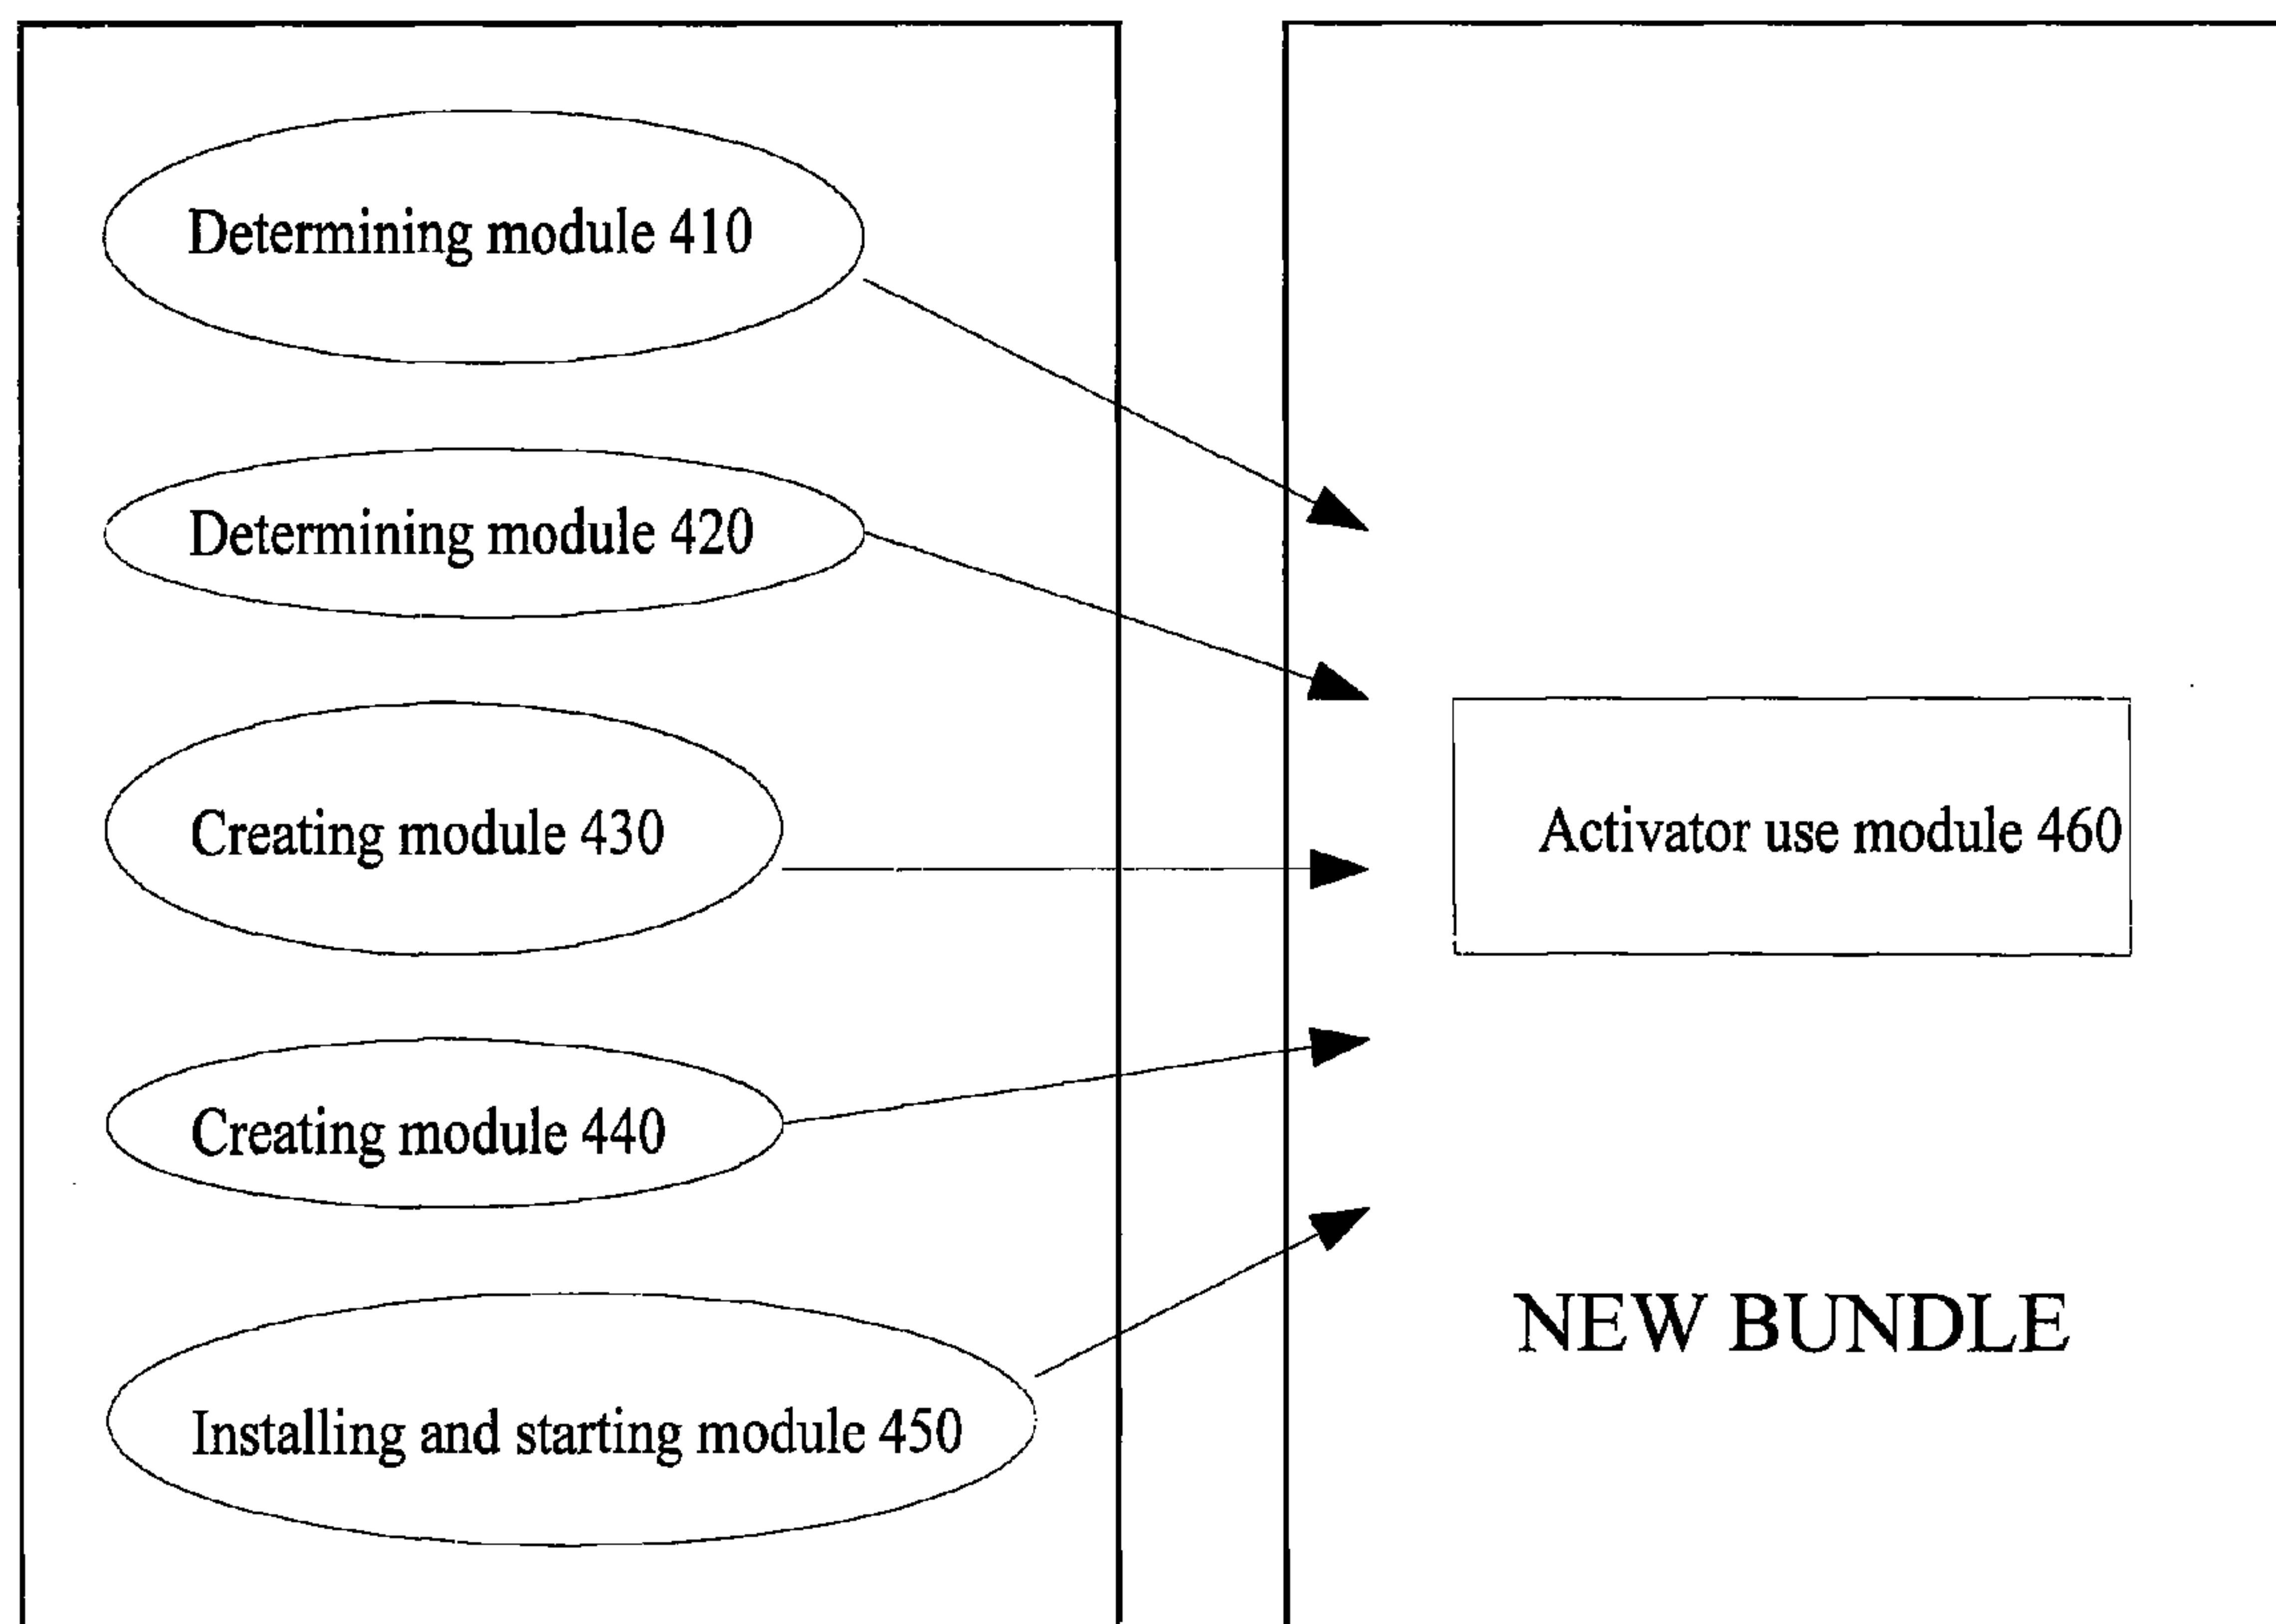 Determining module 410
Determining module 420
Creating module 430
Activator use module 460
Creating module 440
NEW BUNDLE
Installing and starting module 450